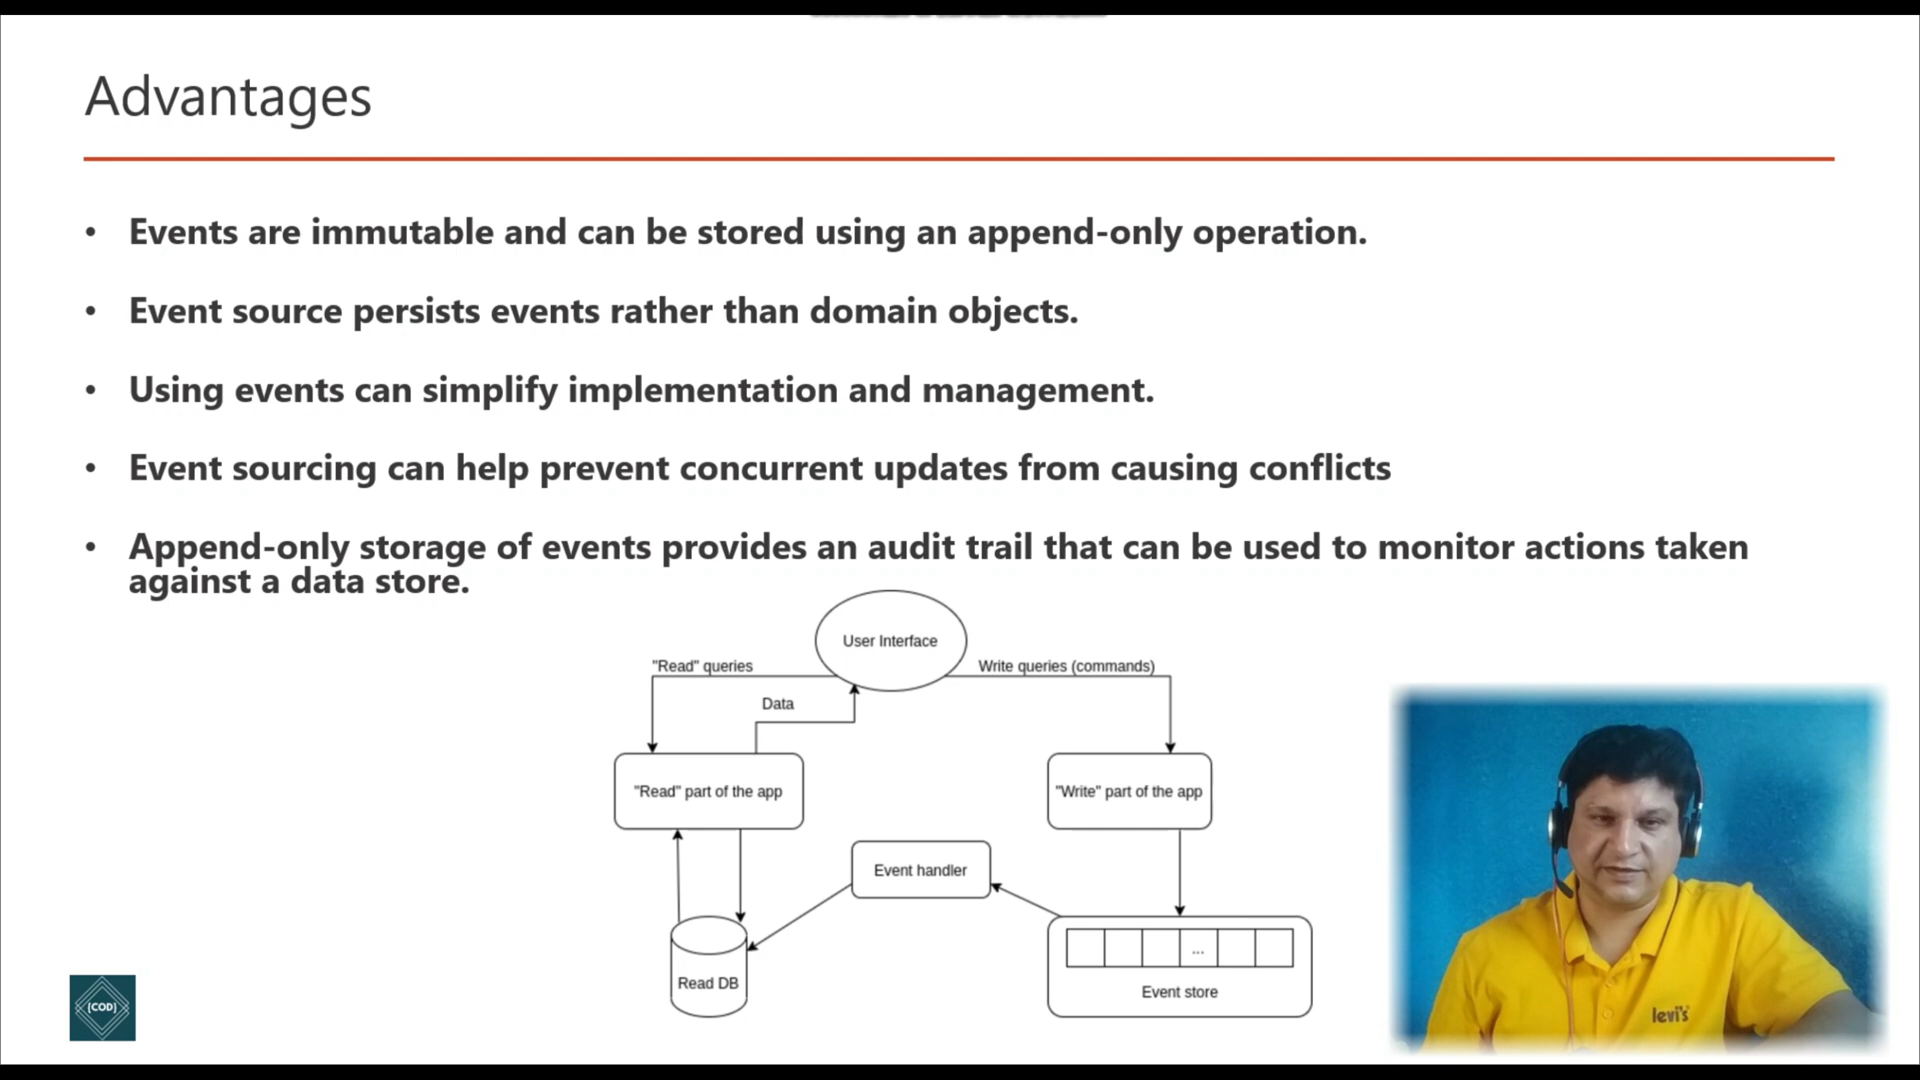 Advantages
• Events are immutable and can be stored using an append-only operation.
• Event source persists events rather than domain objects.
• Using events can simplify implementation and management.
• Event sourcing can help prevent concurrent updates from causing conflicts
• Append-only storage of events provides an audit trail that can be used to monitor actions taken
against a data store.
User Interface
"Read" queries
Write queries (commands)
Data
"Read" part of the app
"Write" part of the app
Event handler
...
Read DB
Event store
{COD}
levi's